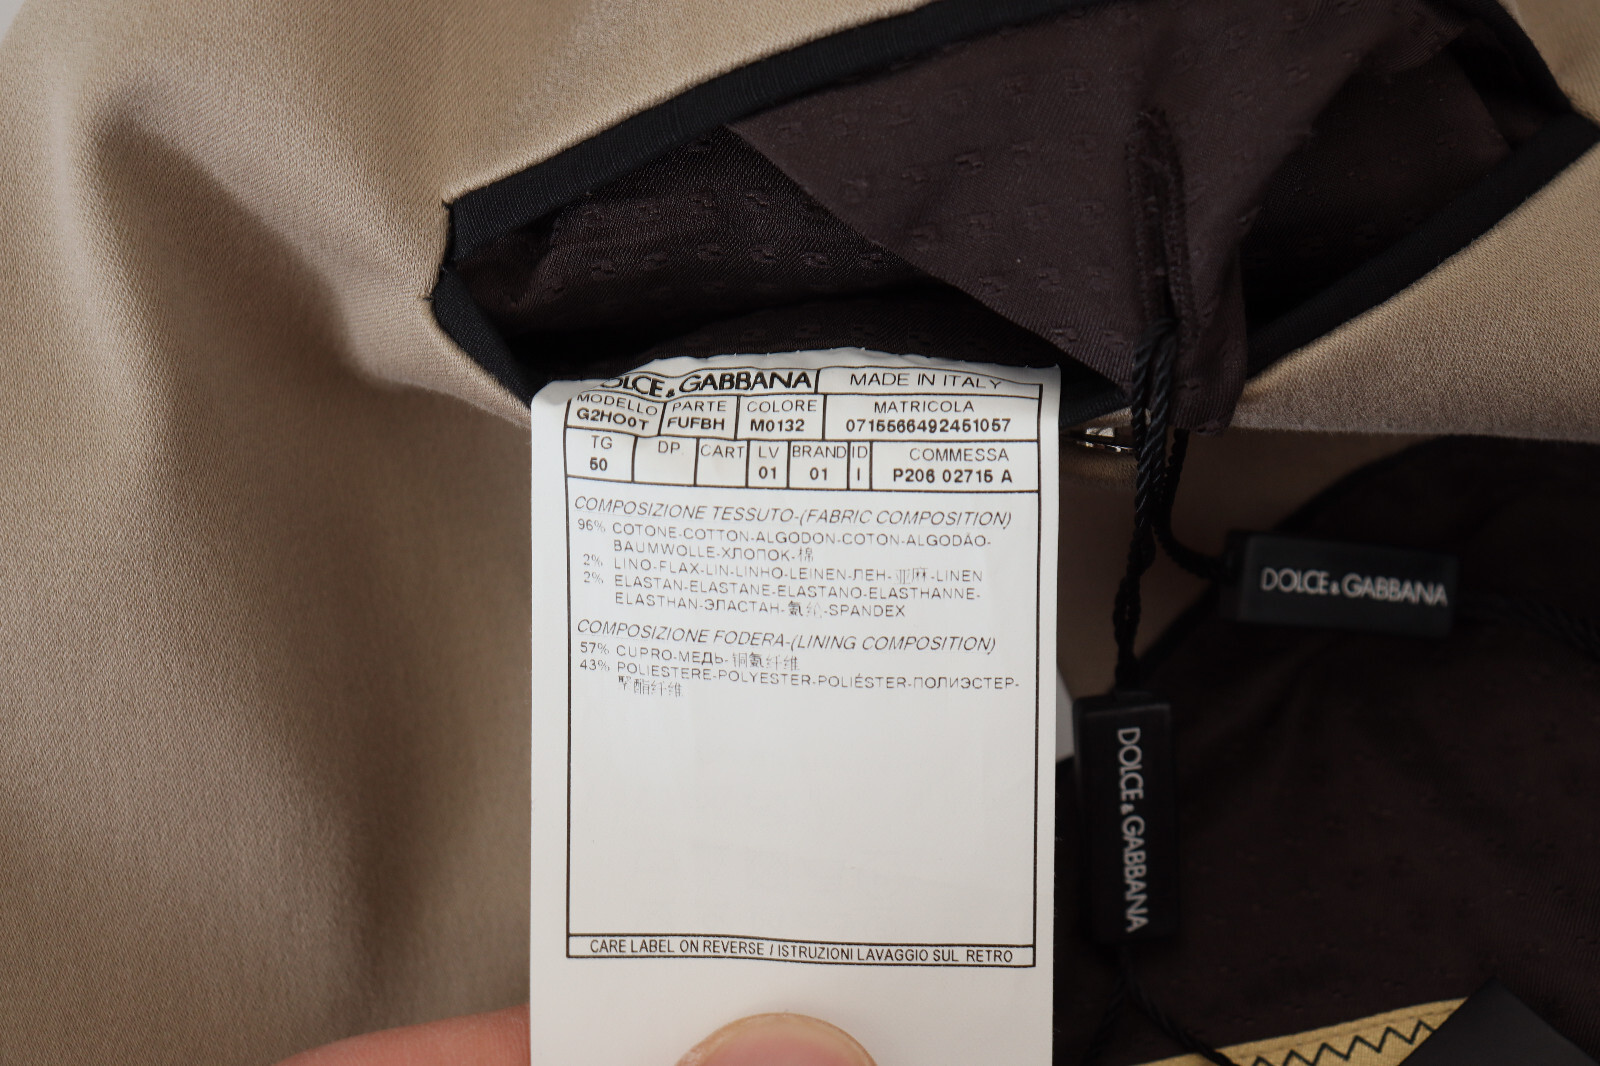 DOLCE & GABBANA MADE IN ITALY
MODELLO PARTE COLORE MATRICOLA
G2HO0T FUFBH M0132 0715566492451057
TG DP. CART LV BRAND ID COMMESSA
50 01 01 I P206 02715 A
COMPOSIZIONE TESSUTO-(FABRIC COMPOSITION)
96% COTONE-COTTON-ALGODON-COTON-ALGODÃO-
BAUMWOLLE-ХЛОПОК-棉
2% LINO-FLAX-LIN-LINHO-LEINEN-ЛЕН-亚麻-LINEN
2% ELASTAN-ELASTANE-ELASTANO-ELASTHANNE-
ELASTHAN-ЭЛАСТАН-氨纶-SPANDEX
COMPOSIZIONE FODERA-(LINING COMPOSITION)
57% CUPRO-МЕДЬ-铜氨纤维
43% POLIESTERE-POLYESTER-POLIÉSTER-ПОЛИЭСТЕР-
聚酯纤维
CARE LABEL ON REVERSE / ISTRUZIONI LAVAGGIO SUL RETRO
DOLCE & GABBANA
DOLCE & GABBANA